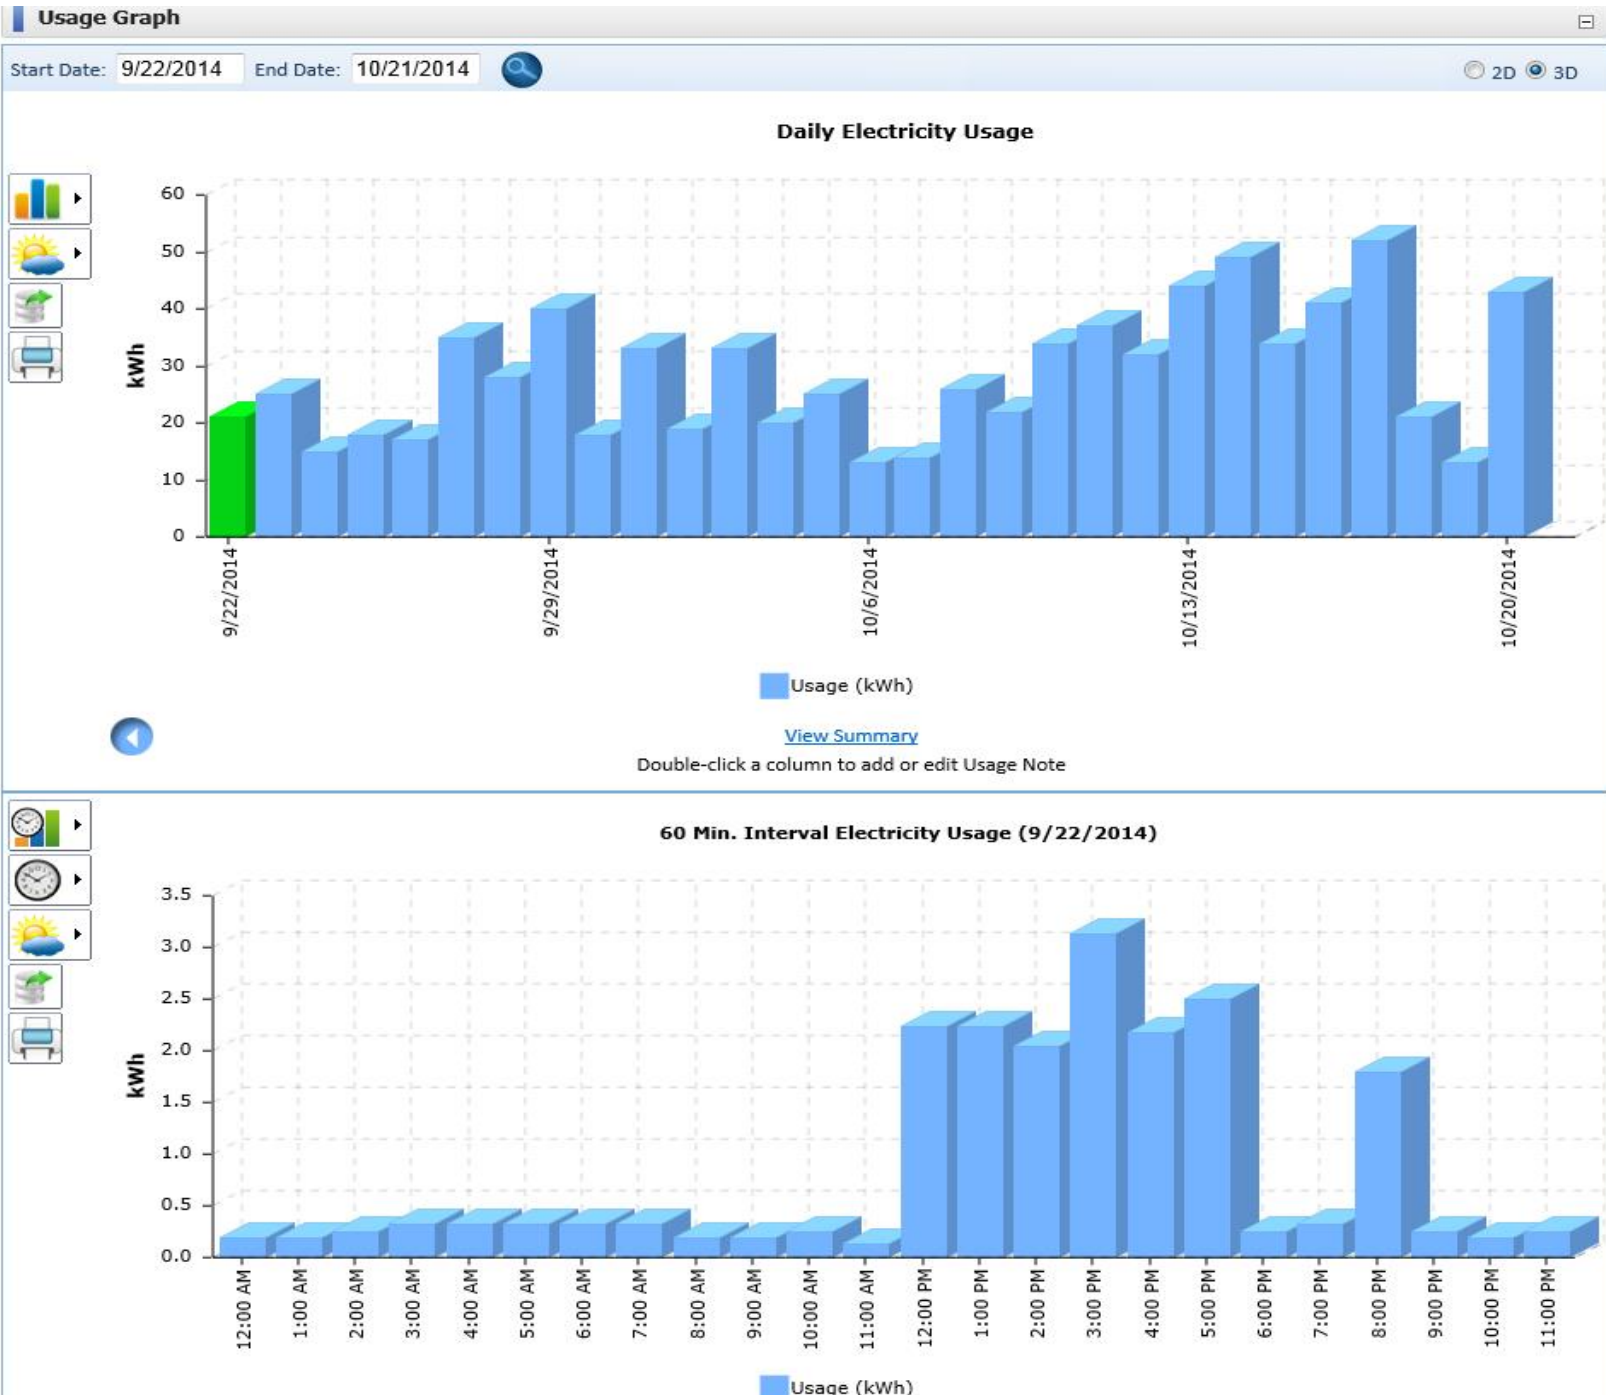 Usage Graph
Start Date: 9/22/2014 End Date: 10/21/2014 2D 3D
Daily Electricity Usage
60
50
40
30
20
10
0
kWh
9/22/2014 9/29/2014 10/6/2014 10/13/2014 10/20/2014
Usage (kWh)
View Summary
Double-click a column to add or edit Usage Note
60 Min. Interval Electricity Usage (9/22/2014)
3.5
3.0
2.5
2.0
1.5
1.0
0.5
0.0
kWh
12:00 AM 1:00 AM 2:00 AM 3:00 AM 4:00 AM 5:00 AM 6:00 AM 7:00 AM 8:00 AM 9:00 AM 10:00 AM 11:00 AM 12:00 PM 1:00 PM 2:00 PM 3:00 PM 4:00 PM 5:00 PM 6:00 PM 7:00 PM 8:00 PM 9:00 PM 10:00 PM 11:00 PM
Usage (kWh)